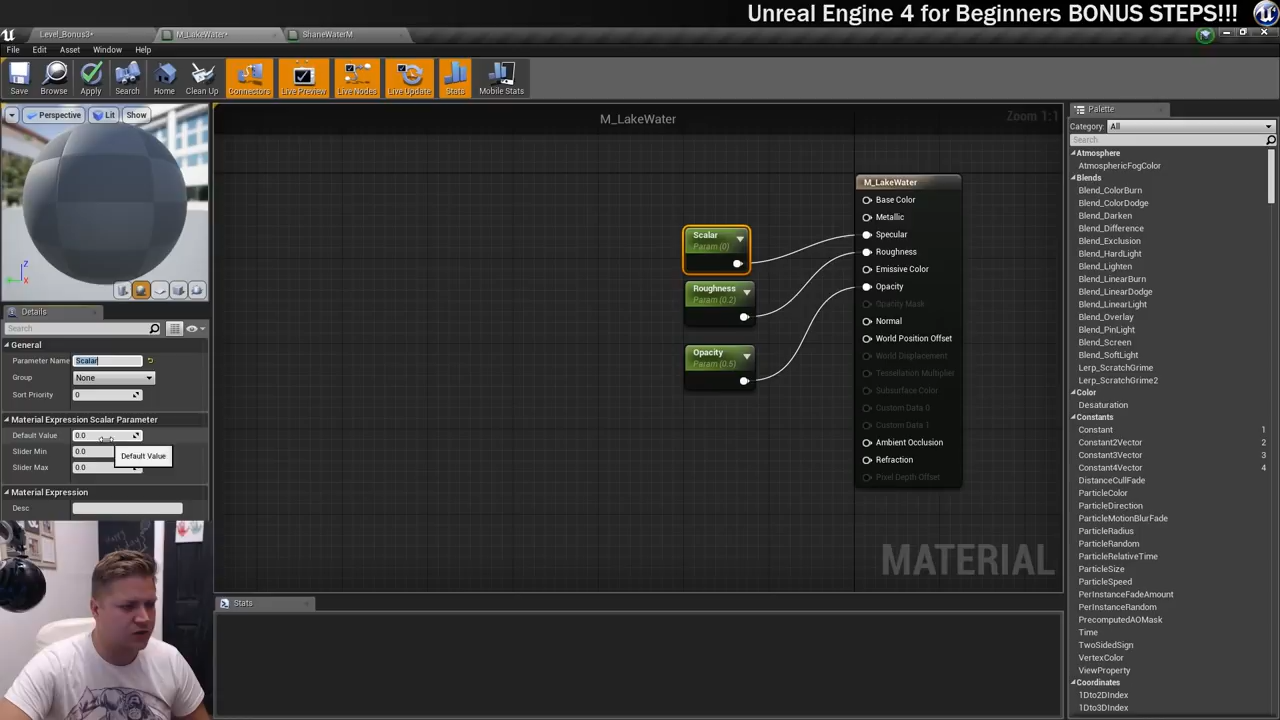 Unreal Engine 4 for Beginners BONUS STEPS!!!
Level_Bonus3*
M_LakeWater*
ShaneWaterM
File Edit Asset Window Help
Save Browse Apply Search Home Clean Up Connectors Live Preview Live Nodes Live Update Stats Mobile Stats
Perspective Lit Show
Details
Search
General
Parameter Name Scalar
Group None
Sort Priority 0
Material Expression Scalar Parameter
Default Value 0.0
Slider Min 0.0
Slider Max 0.0
Default Value
Material Expression
Desc
M_LakeWater
Zoom 1:1
Scalar
Param (0)
Roughness
Param (0.2)
Opacity
Param (0.5)
M_LakeWater
Base Color
Metallic
Specular
Roughness
Emissive Color
Opacity
Opacity Mask
Normal
World Position Offset
World Displacement
Tessellation Multiplier
Subsurface Color
Custom Data 0
Custom Data 1
Ambient Occlusion
Refraction
Pixel Depth Offset
MATERIAL
Stats
Palette
Category: All
Search
Atmosphere
AtmosphericFogColor
Blends
Blend_ColorBurn
Blend_ColorDodge
Blend_Darken
Blend_Difference
Blend_Exclusion
Blend_HardLight
Blend_Lighten
Blend_LinearBurn
Blend_LinearDodge
Blend_LinearLight
Blend_Overlay
Blend_PinLight
Blend_Screen
Blend_SoftLight
Lerp_ScratchGrime
Lerp_ScratchGrime2
Color
Desaturation
Constants
Constant 1
Constant2Vector 2
Constant3Vector 3
Constant4Vector 4
DistanceCullFade
ParticleColor
ParticleDirection
ParticleMotionBlurFade
ParticleRadius
ParticleRandom
ParticleRelativeTime
ParticleSize
ParticleSpeed
PerInstanceFadeAmount
PerInstanceRandom
PrecomputedAOMask
Time
TwoSidedSign
VertexColor
ViewProperty
Coordinates
1Dto2DIndex
1Dto3DIndex